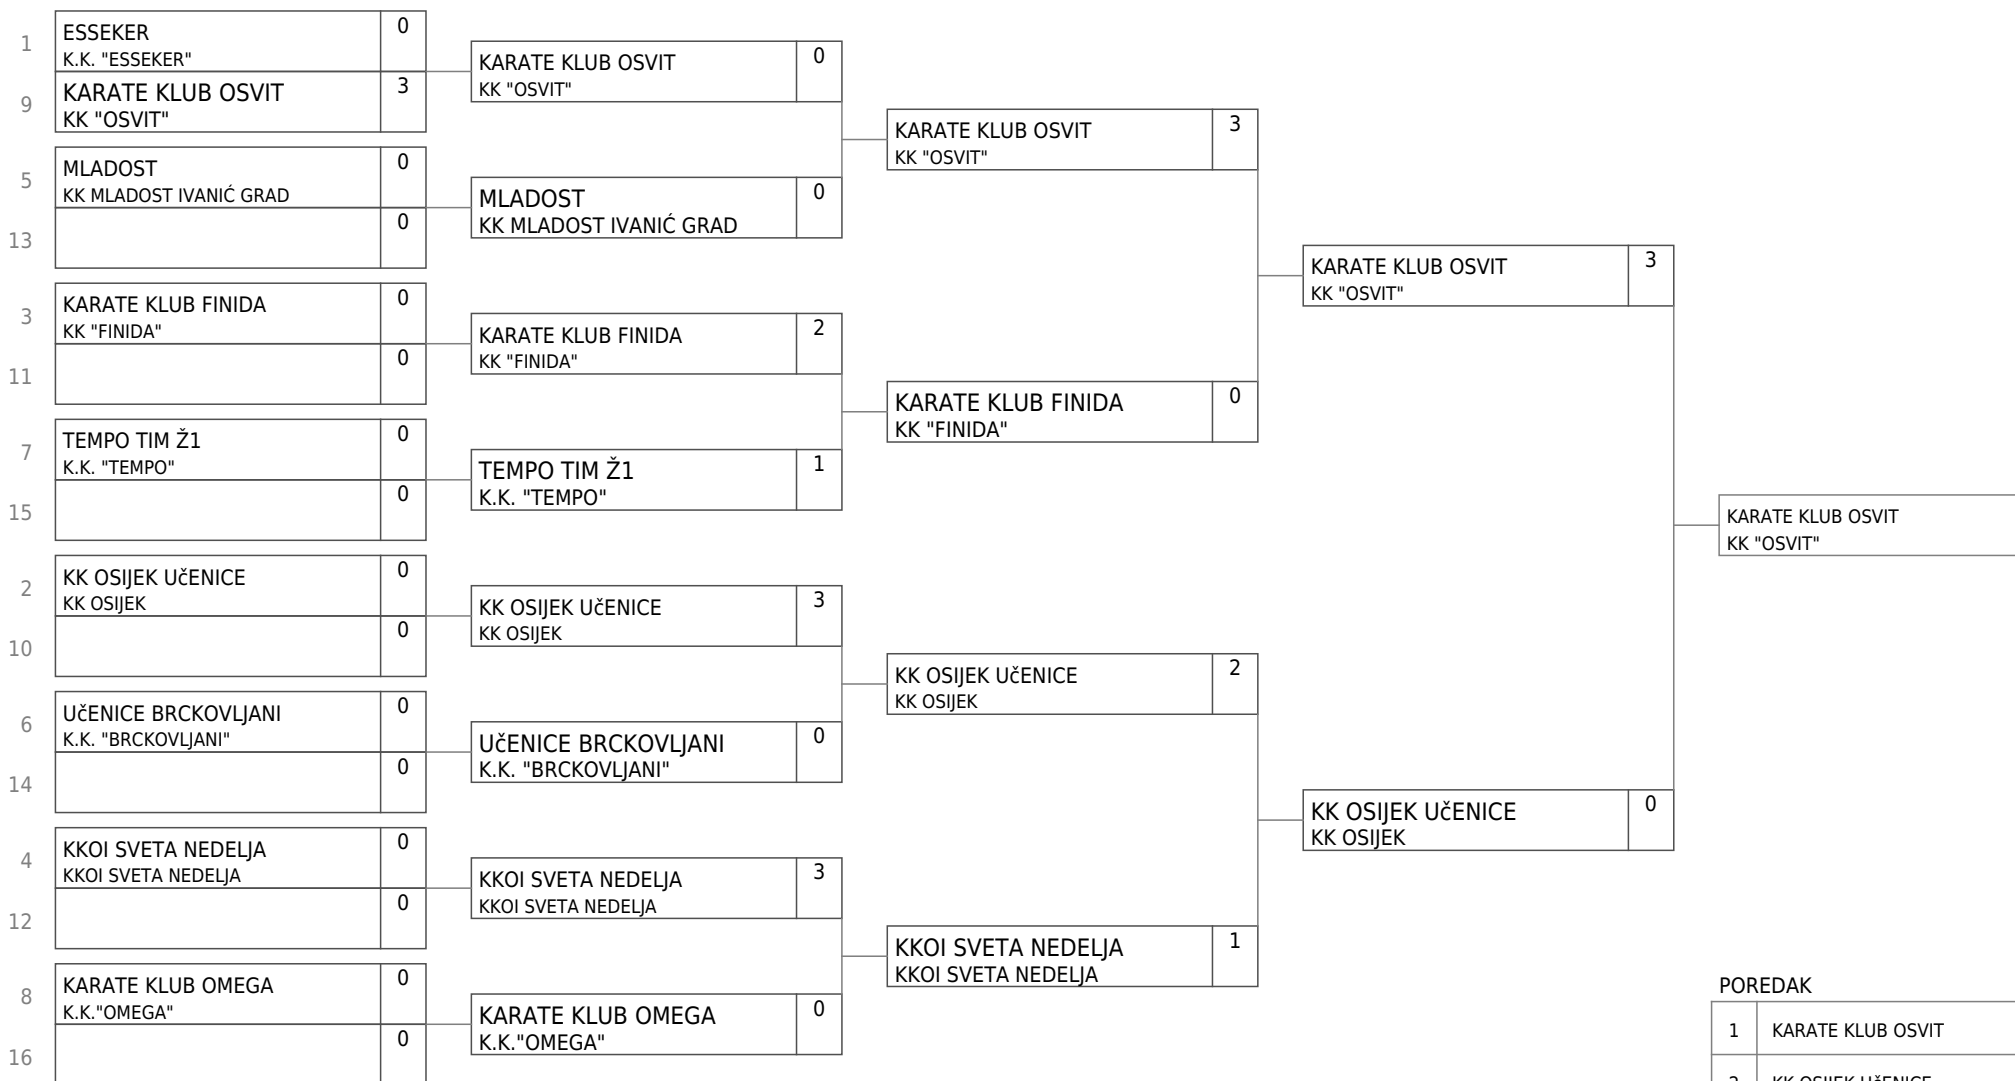 1
ESSEKER
K.K. "ESSEKER"
0
9
KARATE KLUB OSVIT
KK "OSVIT"
3
5
MLADOST
KK MLADOST IVANIĆ GRAD
0
13
0
3
KARATE KLUB FINIDA
KK "FINIDA"
0
11
0
7
TEMPO TIM Ž1
K.K. "TEMPO"
0
15
0
2
KK OSIJEK UčENICE
KK OSIJEK
0
10
0
6
UčENICE BRCKOVLJANI
K.K. "BRCKOVLJANI"
0
14
0
4
KKOI SVETA NEDELJA
KKOI SVETA NEDELJA
0
12
0
8
KARATE KLUB OMEGA
K.K."OMEGA"
0
16
0
KARATE KLUB OSVIT
KK "OSVIT"
0
MLADOST
KK MLADOST IVANIĆ GRAD
0
KARATE KLUB FINIDA
KK "FINIDA"
2
TEMPO TIM Ž1
K.K. "TEMPO"
1
KK OSIJEK UčENICE
KK OSIJEK
3
UčENICE BRCKOVLJANI
K.K. "BRCKOVLJANI"
0
KKOI SVETA NEDELJA
KKOI SVETA NEDELJA
3
KARATE KLUB OMEGA
K.K."OMEGA"
0
KARATE KLUB OSVIT
KK "OSVIT"
3
KARATE KLUB FINIDA
KK "FINIDA"
0
KK OSIJEK UčENICE
KK OSIJEK
2
KKOI SVETA NEDELJA
KKOI SVETA NEDELJA
1
KARATE KLUB OSVIT
KK "OSVIT"
3
KK OSIJEK UčENICE
KK OSIJEK
0
KARATE KLUB OSVIT
KK "OSVIT"
POREDAK
1 KARATE KLUB OSVIT
2 KK OSIJEK UčENICE